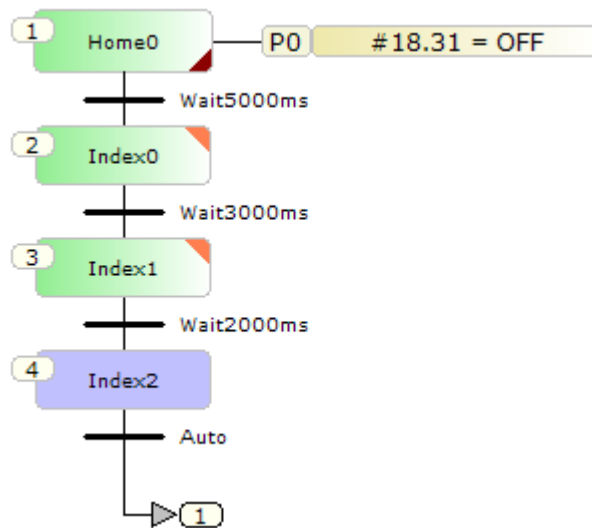 1 Home0 P0 #18.31 = OFF
Wait5000ms
2 Index0
Wait3000ms
3 Index1
Wait2000ms
4 Index2
Auto
1